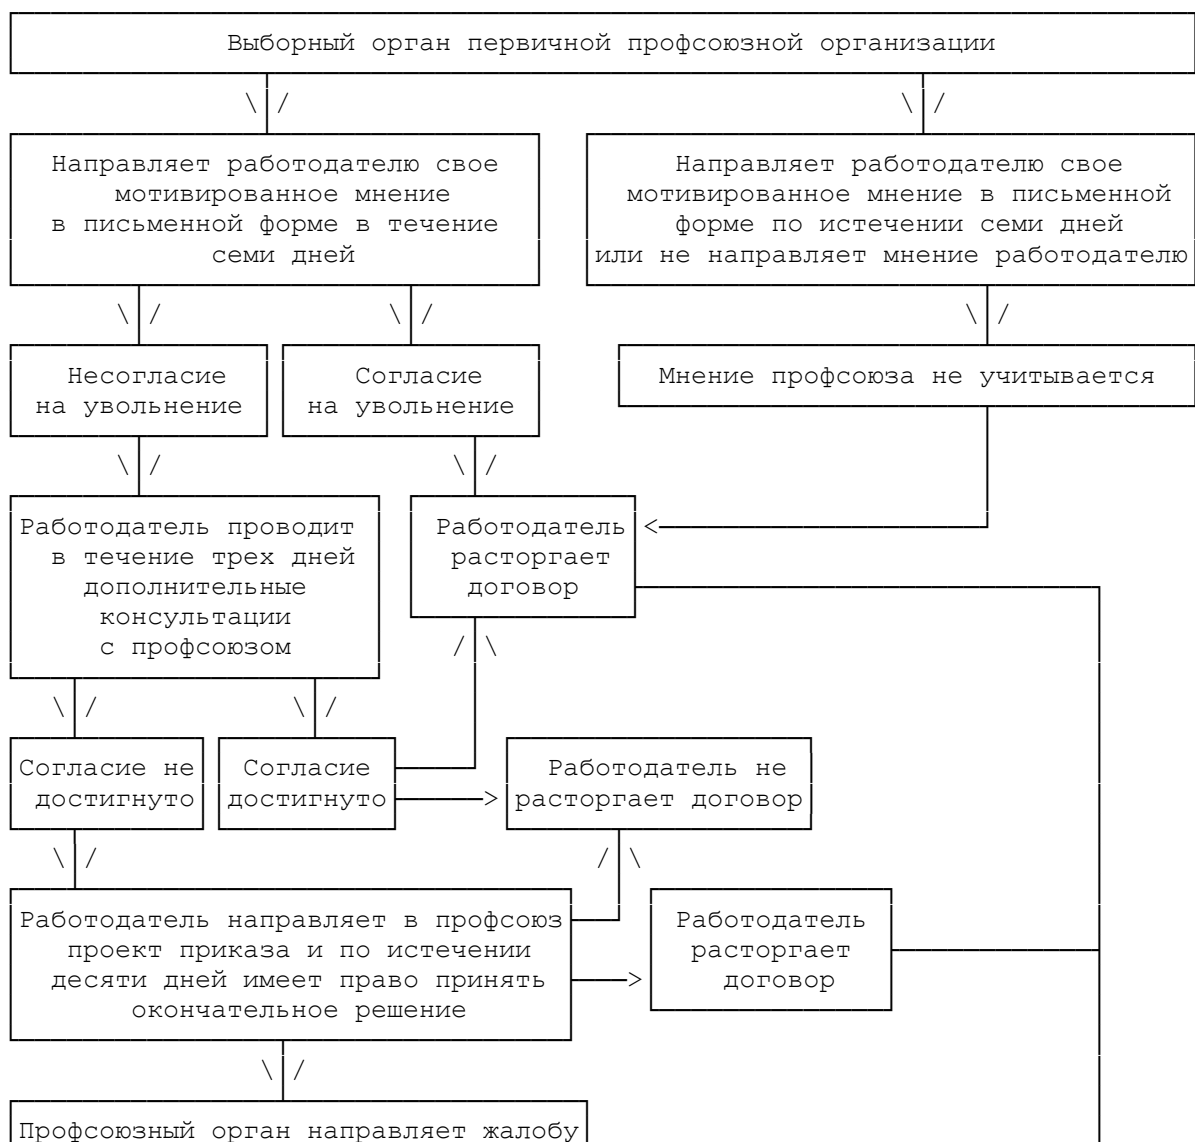 Выборный орган первичной профсоюзной организации
Направляет работодателю свое
мотивированное мнение
в письменной форме в течение
семи дней
Направляет работодателю свое
мотивированное мнение в письменной
форме по истечении семи дней
или не направляет мнение работодателю
Несогласие
на увольнение
Согласие
на увольнение
Мнение профсоюза не учитывается
Работодатель проводит
в течение трех дней
дополнительные
консультации
с профсоюзом
Работодатель
расторгает
договор
Согласие не
достигнуто
Согласие
достигнуто
Работодатель не
расторгает договор
Работодатель направляет в профсоюз
проект приказа и по истечении
десяти дней имеет право принять
окончательное решение
Работодатель
расторгает
договор
Профсоюзный орган направляет жалобу